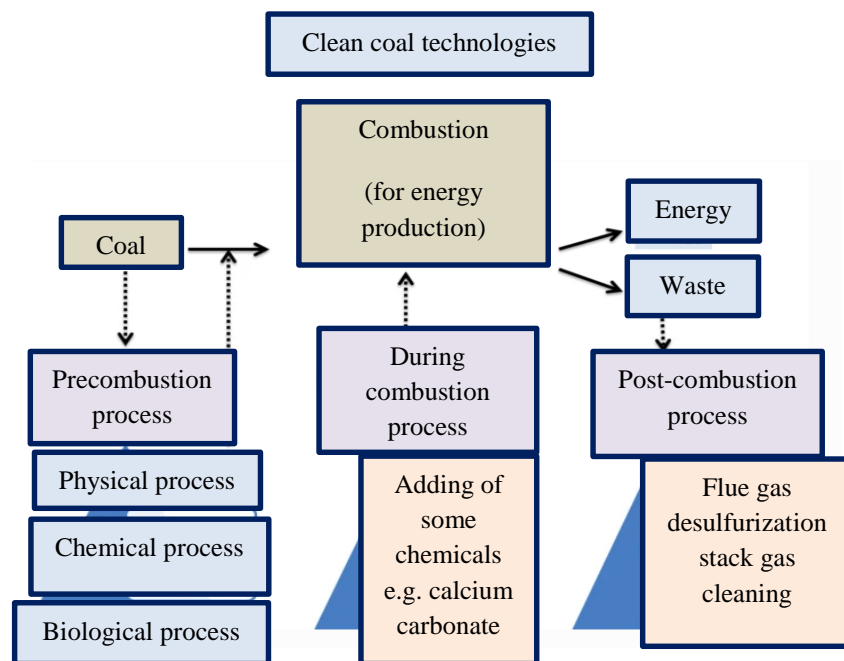 Clean coal technologies
Combustion
(for energy
production)
Energy
Coal
Waste
Precombustion
process
During
combustion
process
Post-combustion
process
Physical process
Chemical process
Biological process
Adding of
some
chemicals
e.g. calcium
carbonate
Flue gas
desulfurization
stack gas
cleaning